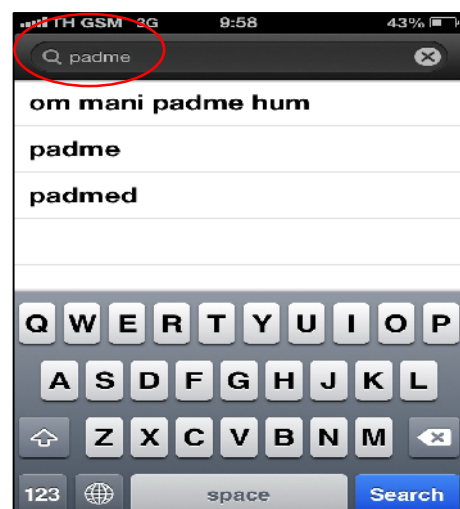 TH GSM 3G 9:58 43%
padme
om mani padme hum
padme
padmed
Q W E R T Y U I O P
A S D F G H J K L
Z X C V B N M
123 space Search